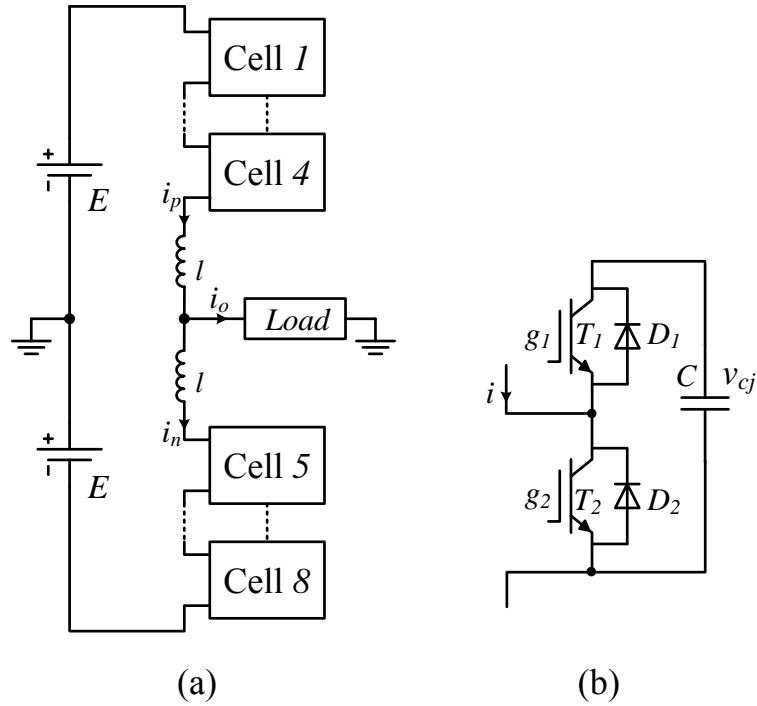 Cell 1
+
E
Cell 4
i_p
l
i_o
Load
l
i_n
+
E
Cell 5
Cell 8
(a)
g_1
T_1
D_1
i
C
v_cj
g_2
T_2
D_2
(b)